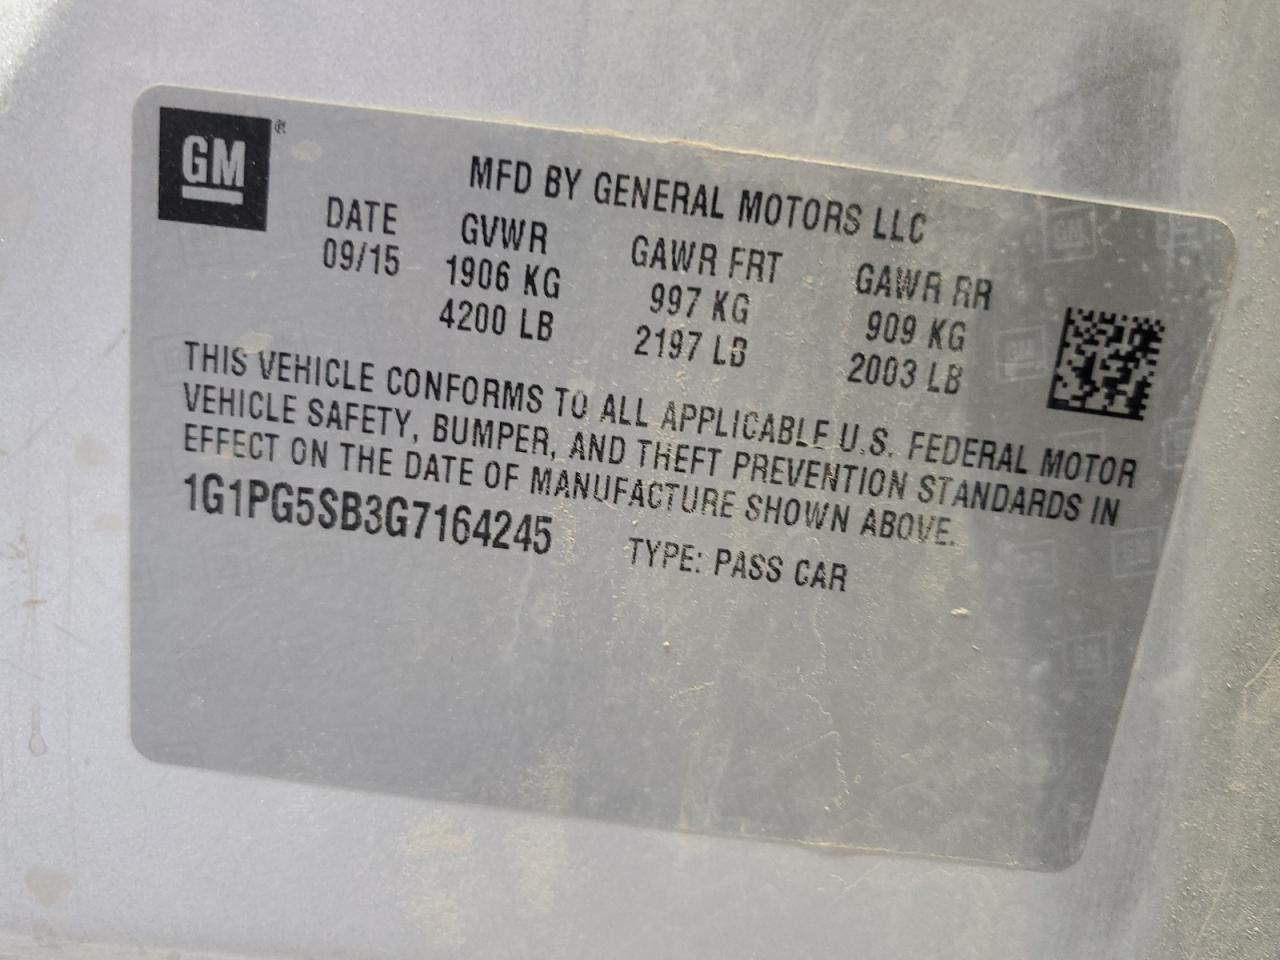 GM ®
MFD BY GENERAL MOTORS LLC
DATE GVWR GAWR FRT GAWR RR
09/15 1906 KG 997 KG 909 KG
4200 LB 2197 LB 2003 LB
THIS VEHICLE CONFORMS TO ALL APPLICABLE U.S. FEDERAL MOTOR
VEHICLE SAFETY, BUMPER, AND THEFT PREVENTION STANDARDS IN
EFFECT ON THE DATE OF MANUFACTURE SHOWN ABOVE.
1G1PG5SB3G7164245 TYPE: PASS CAR